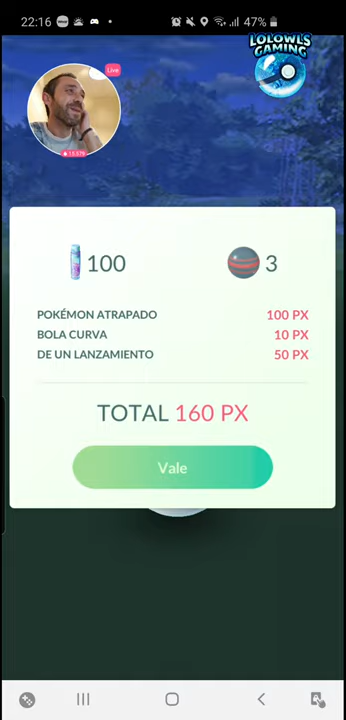 22:16
47%
LOLOWLS
GAMING
Live
100
3
POKÉMON ATRAPADO 100 PX
BOLA CURVA 10 PX
DE UN LANZAMIENTO 50 PX
TOTAL 160 PX
Vale